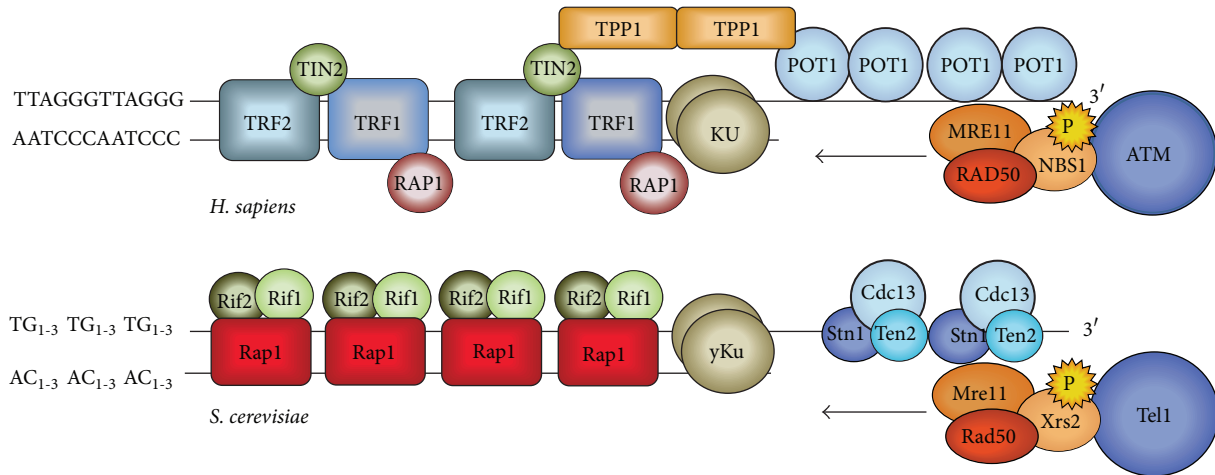 TPP1 TPP1
TIN2 TIN2 POT1 POT1 POT1 POT1
TTAGGGTTAGGG 3′
TRF2 TRF1 TRF2 TRF1 KU MRE11 P
AATCCCAATCCC NBS1 ATM
RAP1 RAP1 RAD50
H. sapiens
Rif2 Rif1 Rif2 Rif1 Rif2 Rif1 Rif2 Rif1 Cdc13 Cdc13
TG1-3 TG1-3 TG1-3 Stn1 Ten2 Stn1 Ten2 3′
Rap1 Rap1 Rap1 Rap1 yKu
AC1-3 AC1-3 AC1-3 Mre11 P
S. cerevisiae Rad50 Xrs2 Tel1